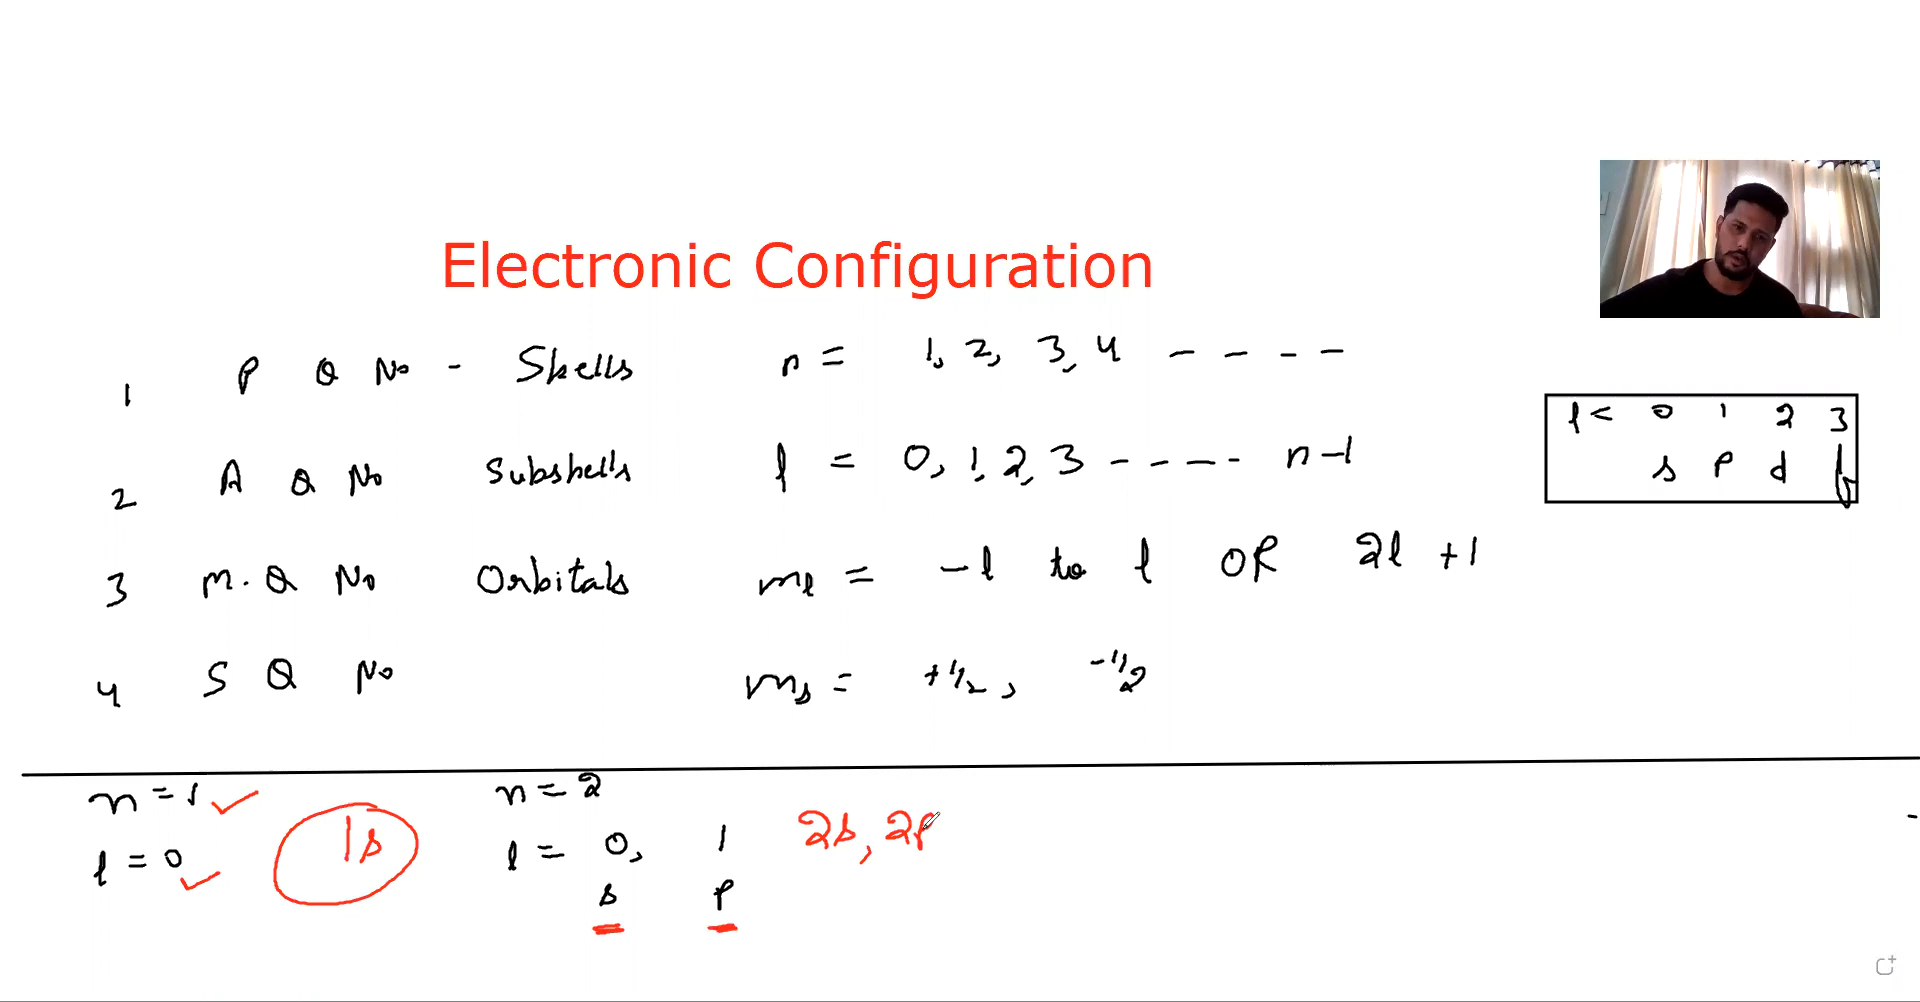 Electronic Configuration
1 P Q No - Shells n = 1, 2, 3, 4 - - - -
l < 0 1 2 3
s p d f
2 A Q No Subshells l = 0, 1, 2, 3 - - - - - n-1
3 M. Q No Orbitals ml = -l to l OR 2l +1
4 S Q No ms = +1/2, -1/2
n = 1 n = 2
l = 0 1s l = 0, 1 2s, 2p
s p